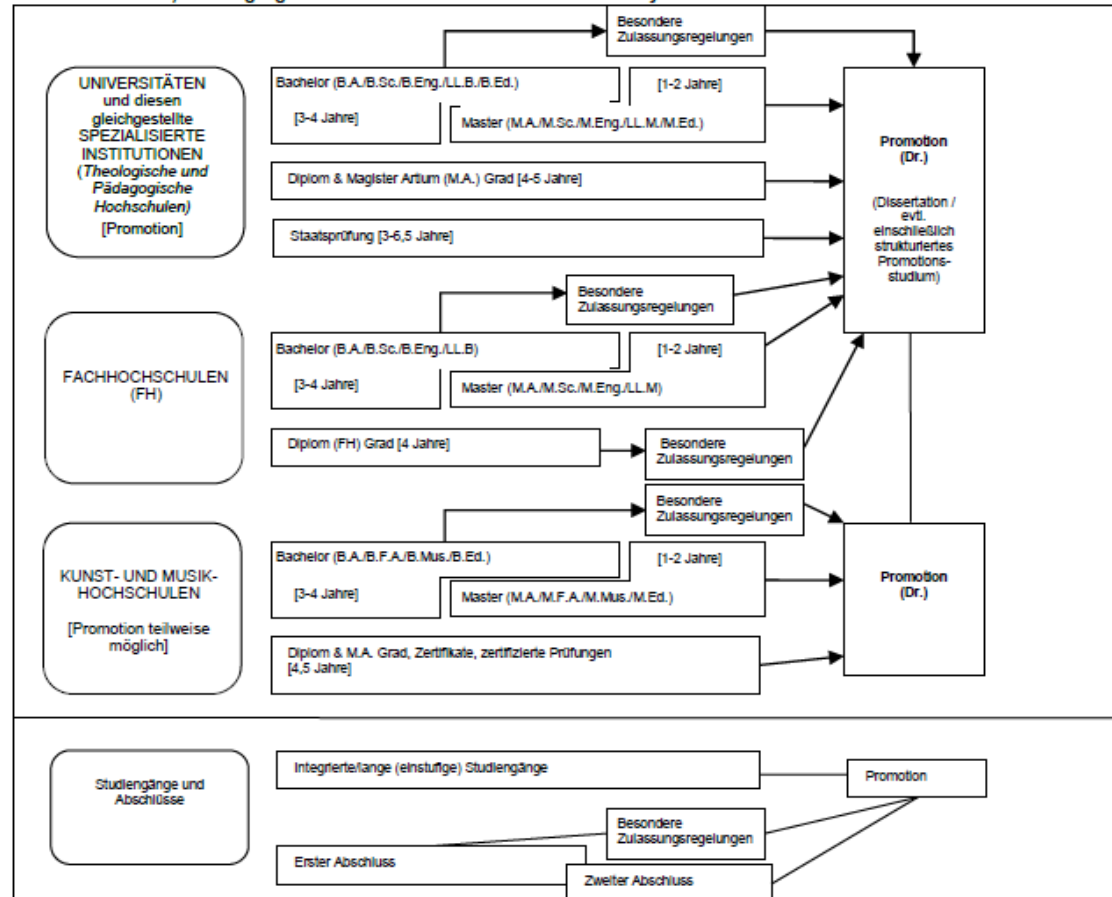 Besondere
Zulassungsregelungen
UNIVERSITÄTEN
und diesen
gleichgestellte
SPEZIALISIERTE
INSTITUTIONEN
(Theologische und
Pädagogische
Hochschulen)
[Promotion]
Bachelor (B.A./B.Sc./B.Eng./LL.B./B.Ed.)
[1-2 Jahre]
[3-4 Jahre]
Master (M.A./M.Sc./M.Eng./LL.M./M.Ed.)
Diplom & Magister Artium (M.A.) Grad [4-5 Jahre]
Staatsprüfung [3-6,5 Jahre]
Promotion
(Dr.)
(Dissertation /
evtl.
einschließlich
strukturiertes
Promotions-
studium)
Besondere
Zulassungsregelungen
FACHHOCHSCHULEN
(FH)
Bachelor (B.A./B.Sc./B.Eng./LL.B)
[1-2 Jahre]
[3-4 Jahre]
Master (M.A./M.Sc./M.Eng./LL.M)
Diplom (FH) Grad [4 Jahre]
Besondere
Zulassungsregelungen
Besondere
Zulassungsregelungen
KUNST- UND MUSIK-
HOCHSCHULEN
[Promotion teilweise
möglich]
Bachelor (B.A./B.F.A./B.Mus./B.Ed.)
[1-2 Jahre]
[3-4 Jahre]
Master (M.A./M.F.A./M.Mus./M.Ed.)
Diplom & M.A. Grad, Zertifikate, zertifizierte Prüfungen
[4,5 Jahre]
Promotion
(Dr.)
Studiengänge und
Abschlüsse
Integrierte/lange (einstufige) Studiengänge
Promotion
Besondere
Zulassungsregelungen
Erster Abschluss
Zweiter Abschluss